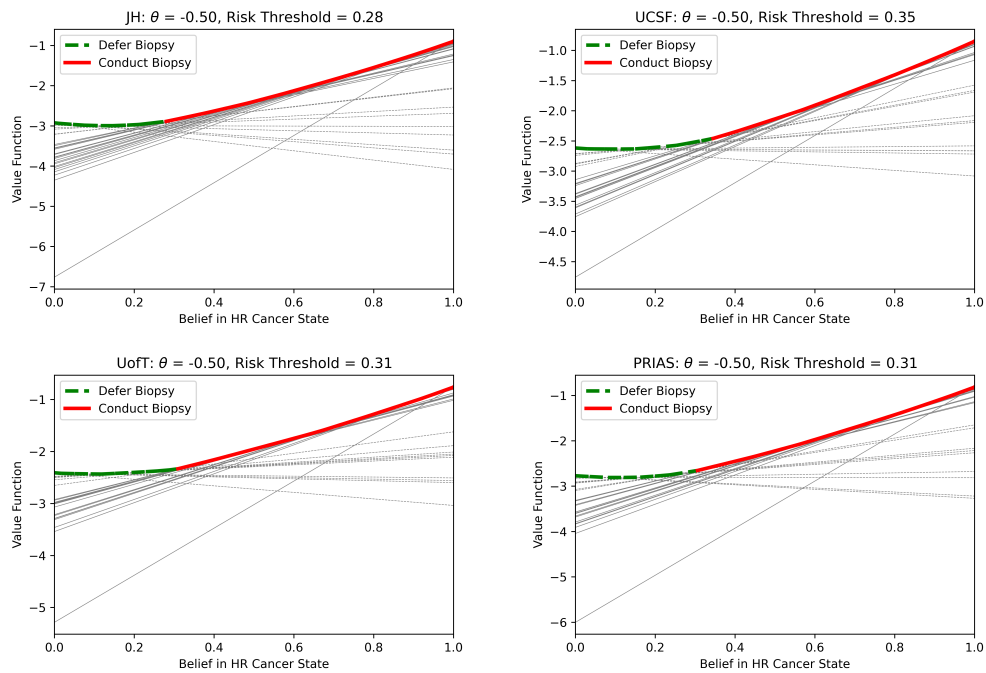 JH: θ = -0.50, Risk Threshold = 0.28
Defer Biopsy
Conduct Biopsy
Value Function
−1
−2
−3
−4
−5
−6
−7
0.0 0.2 0.4 0.6 0.8 1.0
Belief in HR Cancer State
UCSF: θ = -0.50, Risk Threshold = 0.35
Defer Biopsy
Conduct Biopsy
Value Function
−1.0
−1.5
−2.0
−2.5
−3.0
−3.5
−4.0
−4.5
0.0 0.2 0.4 0.6 0.8 1.0
Belief in HR Cancer State
UofT: θ = -0.50, Risk Threshold = 0.31
Defer Biopsy
Conduct Biopsy
Value Function
−1
−2
−3
−4
−5
0.0 0.2 0.4 0.6 0.8 1.0
Belief in HR Cancer State
PRIAS: θ = -0.50, Risk Threshold = 0.31
Defer Biopsy
Conduct Biopsy
Value Function
−1
−2
−3
−4
−5
−6
0.0 0.2 0.4 0.6 0.8 1.0
Belief in HR Cancer State